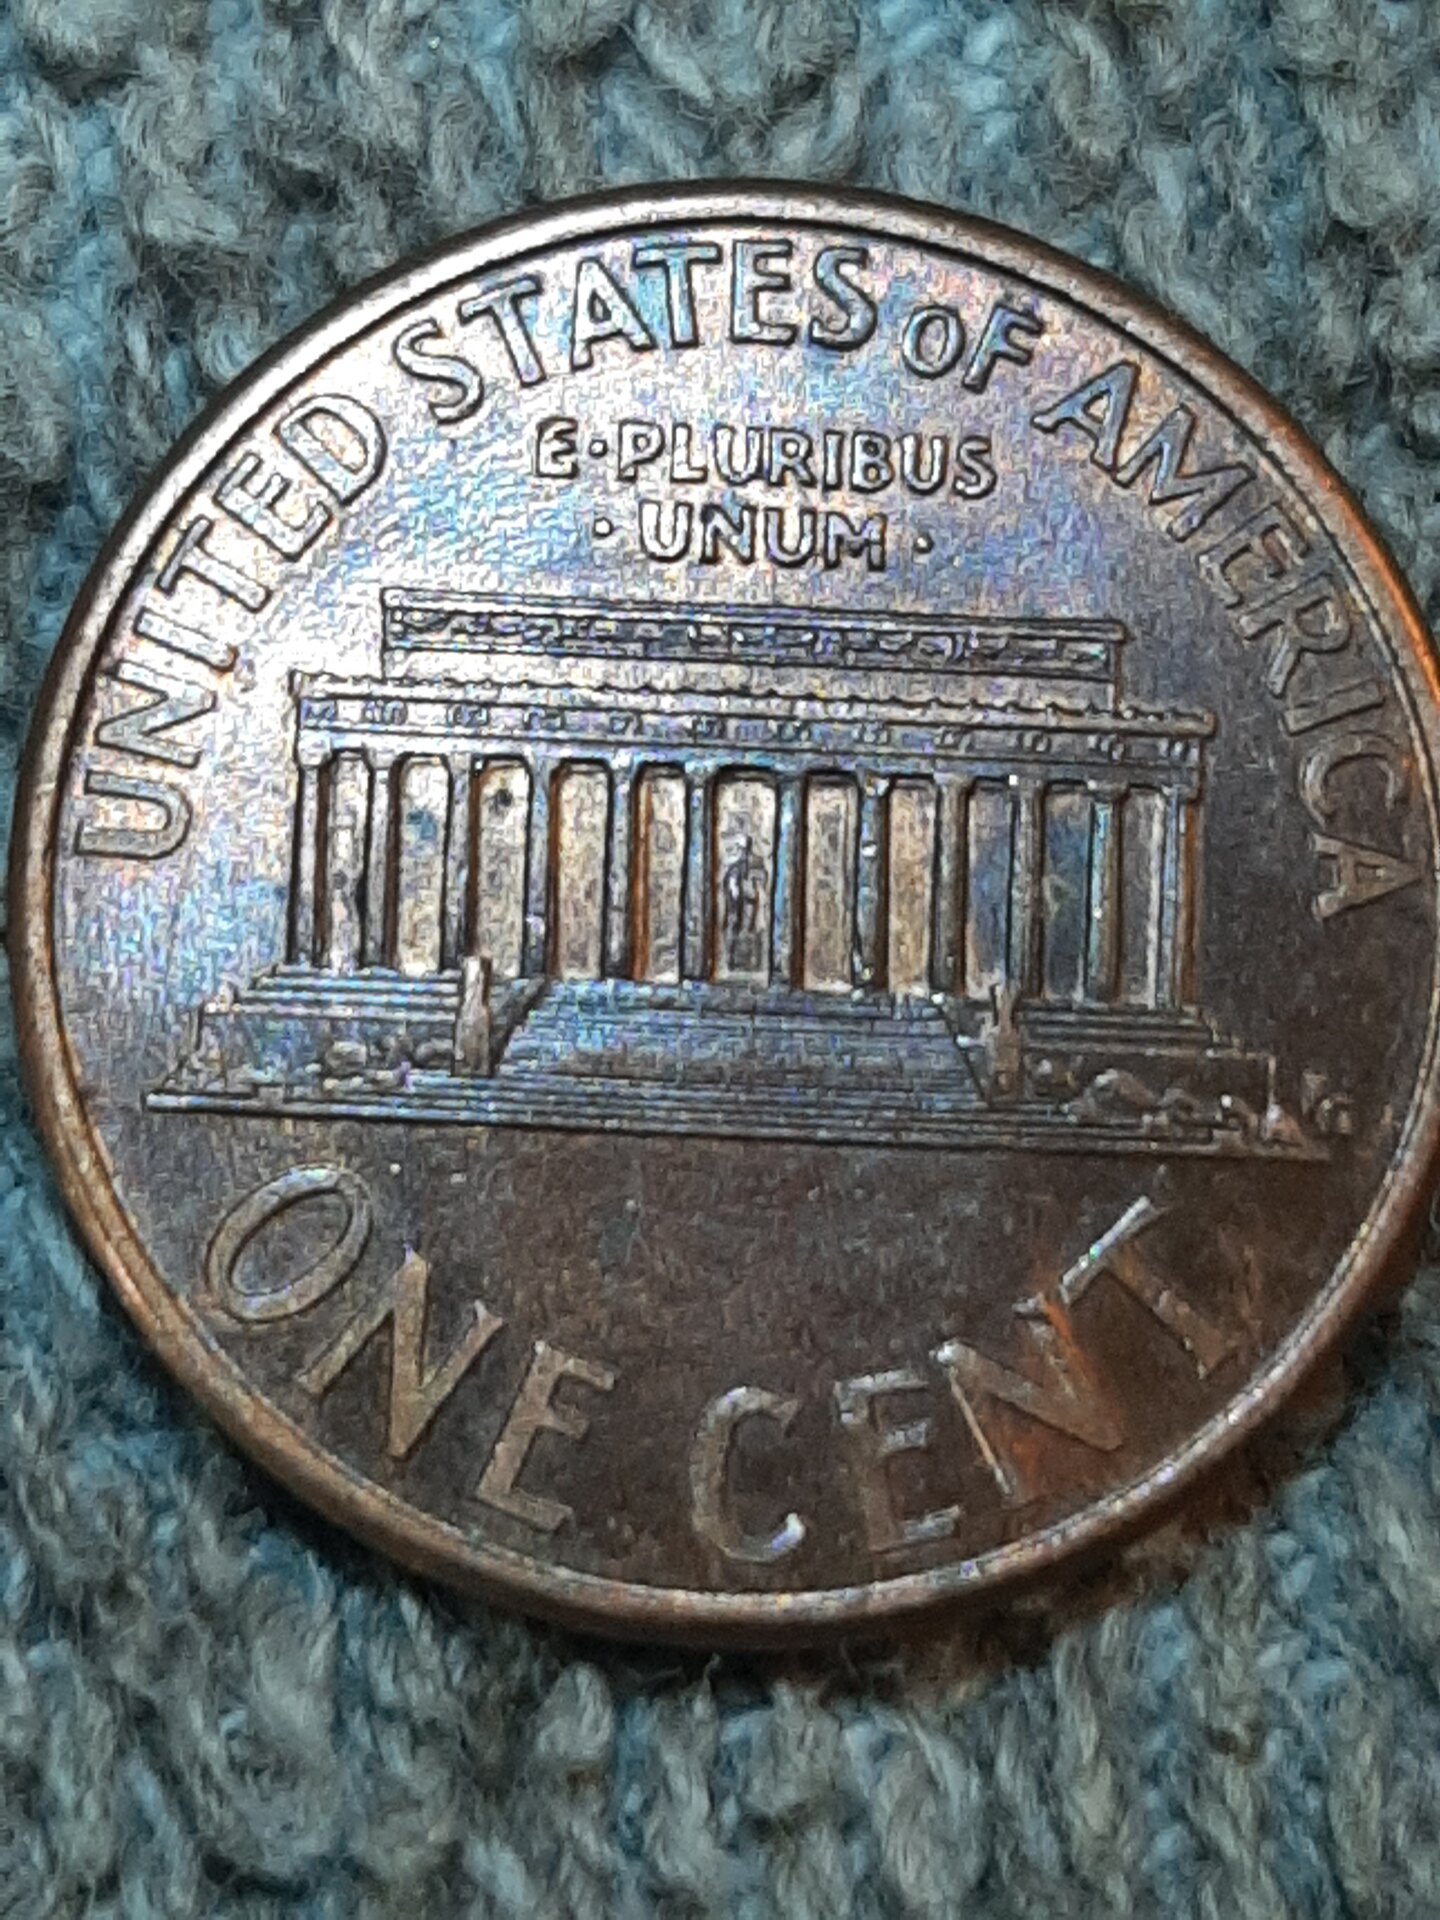 UNITED STATES OF AMERICA
E·PLURIBUS
·UNUM·
ONE CENT